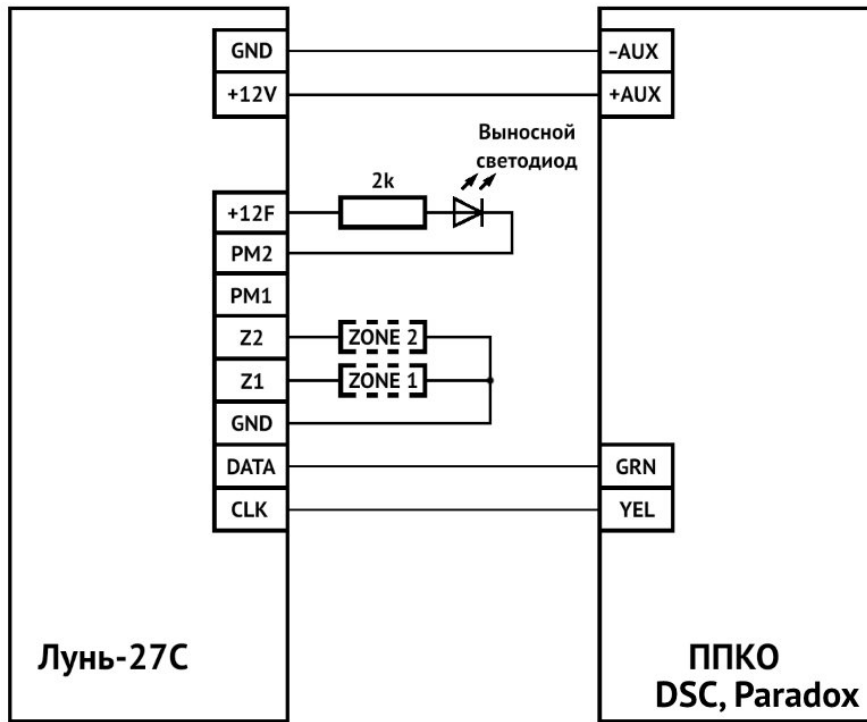 GND
-AUX
+12V
+AUX
Выносной
светодиод
2k
+12F
PM2
PM1
Z2
ZONE 2
Z1
ZONE 1
GND
DATA
GRN
CLK
YEL
Лунь-27С
ППКО
DSC, Paradox